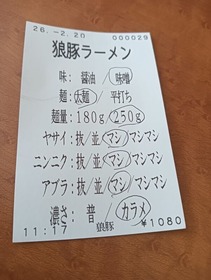 26.-2.20 000029
狼豚ラーメン
味: 醤油/味噌
麺: 太麺/平打ち
麺量: 180g/250g
ヤサイ: 抜/並/マシ/マシマシ
ニンニク: 抜/並/マシ/マシマシ
アブラ: 抜/並/マシ/マシマシ
濃さ: 普/カラメ
11:17 狼豚 ¥1080